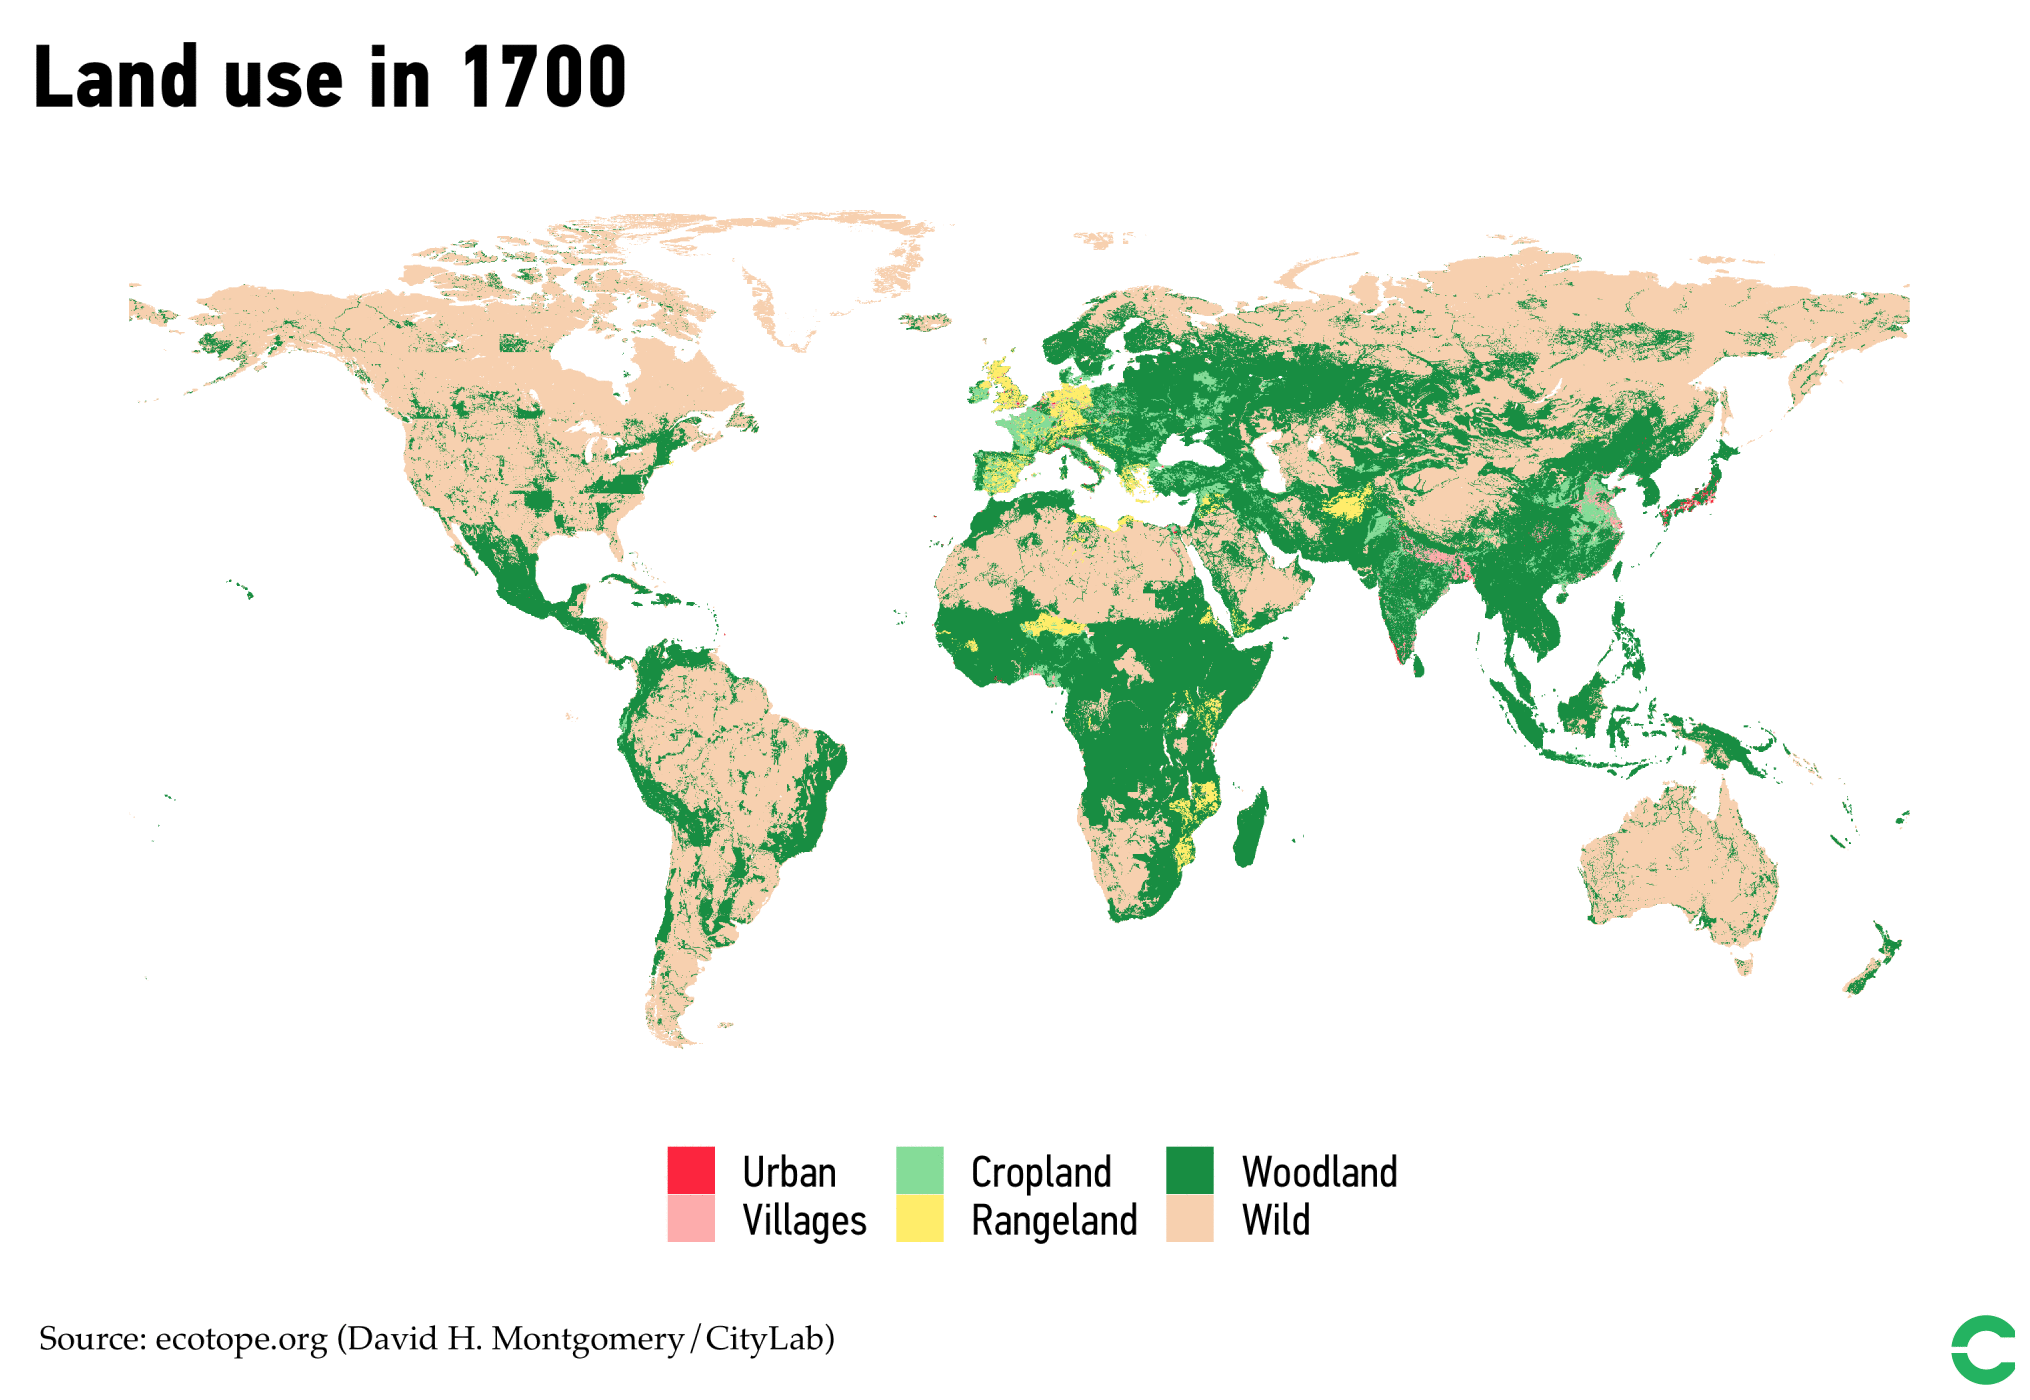 Land use in 1700
Urban
Cropland
Woodland
Villages
Rangeland
Wild
Source: ecotope.org (David H. Montgomery/CityLab)